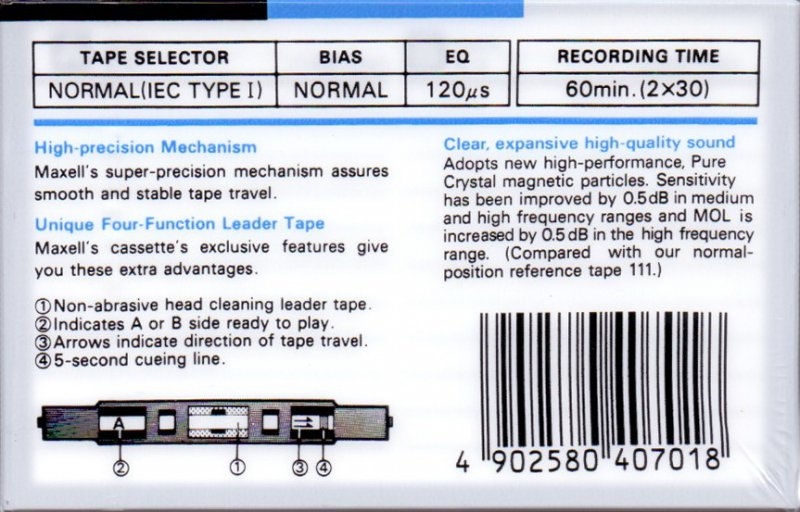 TAPE SELECTOR BIAS EQ RECORDING TIME
NORMAL(IEC TYPE I) NORMAL 120μs 60min.(2×30)
High-precision Mechanism
Maxell's super-precision mechanism assures
smooth and stable tape travel.
Unique Four-Function Leader Tape
Maxell's cassette's exclusive features give
you these extra advantages.
①Non-abrasive head cleaning leader tape.
②Indicates A or B side ready to play.
③Arrows indicate direction of tape travel.
④5-second cueing line.
A
② ① ③ ④
Clear, expansive high-quality sound
Adopts new high-performance, Pure
Crystal magnetic particles. Sensitivity
has been improved by 0.5dB in medium
and high frequency ranges and MOL is
increased by 0.5dB in the high frequency
range. (Compared with our normal-
position reference tape 111.)
4 902580 407018